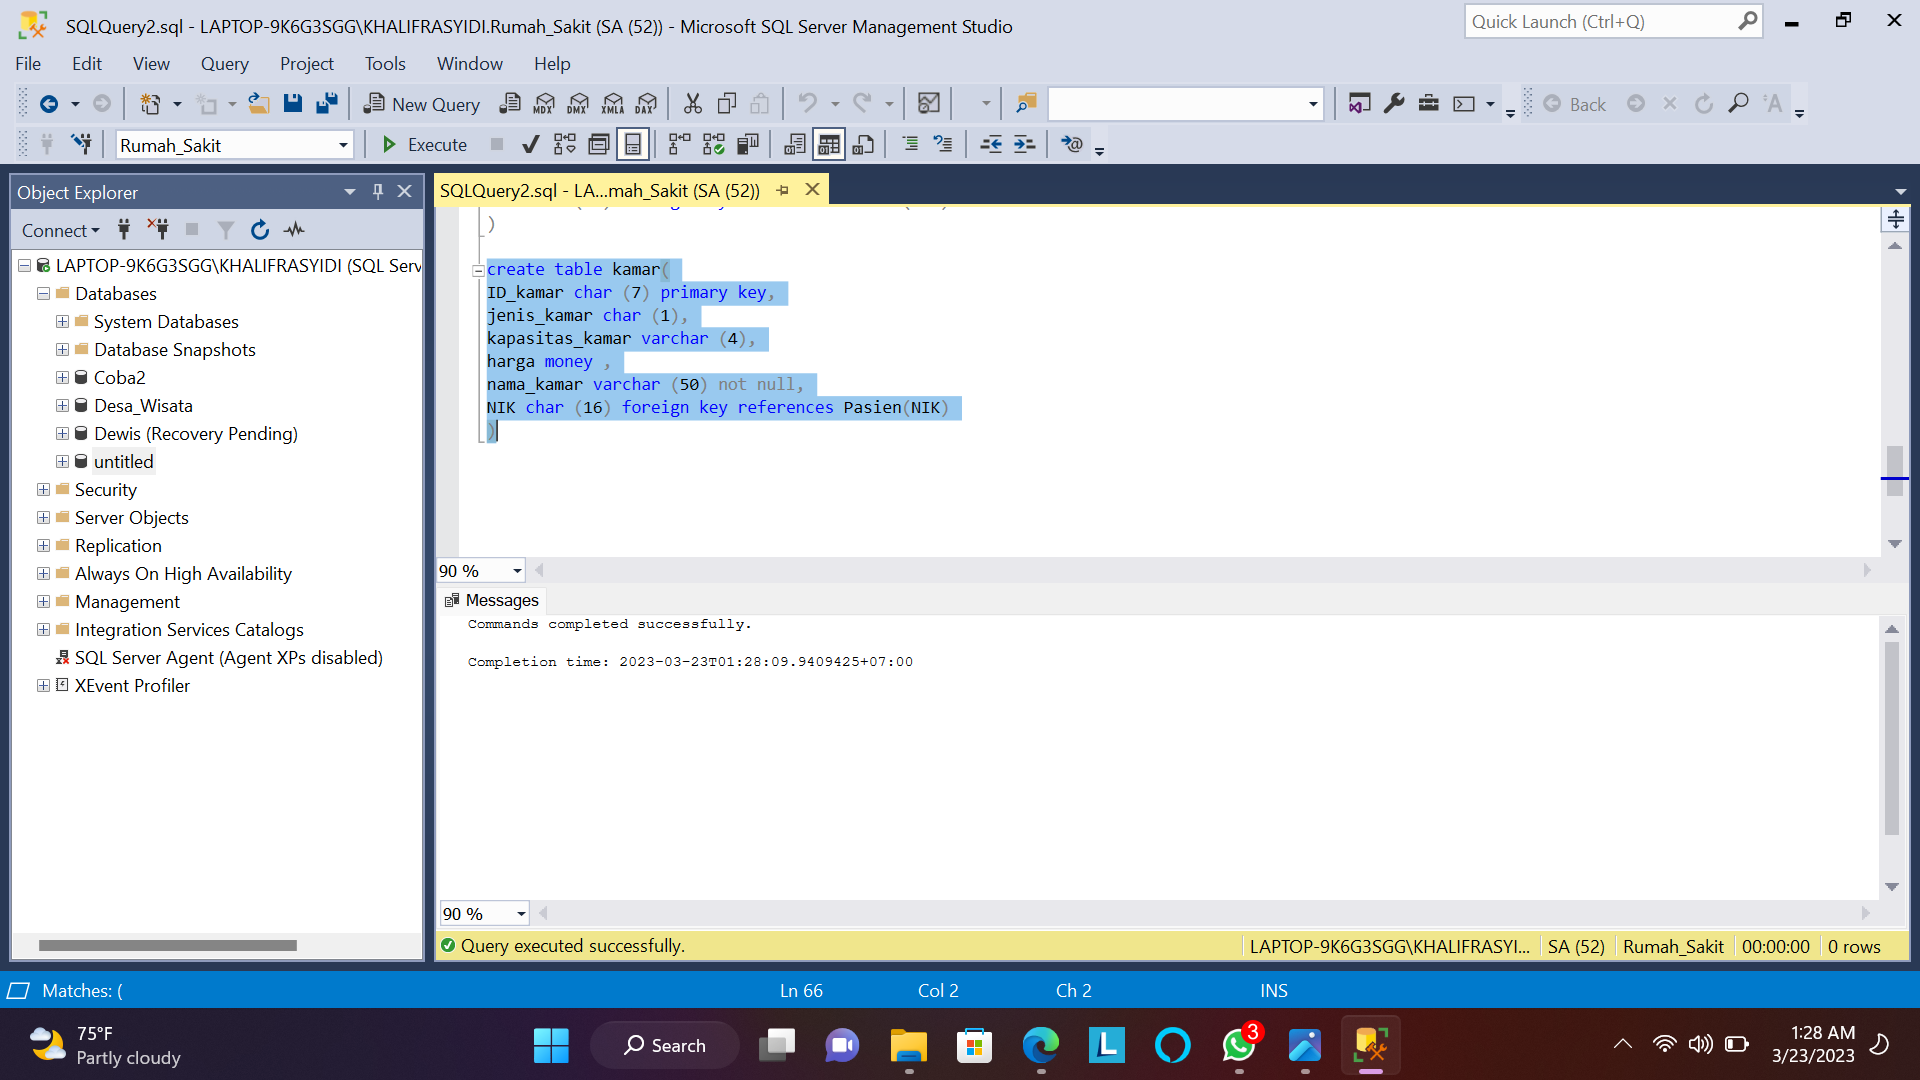 SQLQuery2.sql - LAPTOP-9K6G3SGG\KHALIFRASYIDI.Rumah_Sakit (SA (52)) - Microsoft SQL Server Management Studio
Quick Launch (Ctrl+Q)
File Edit View Query Project Tools Window Help
New Query MDX DMX XMLA DAX Back
Rumah_Sakit Execute
Object Explorer
Connect
LAPTOP-9K6G3SGG\KHALIFRASYIDI (SQL Serv
Databases
System Databases
Database Snapshots
Coba2
Desa_Wisata
Dewis (Recovery Pending)
untitled
Security
Server Objects
Replication
Always On High Availability
Management
Integration Services Catalogs
SQL Server Agent (Agent XPs disabled)
XEvent Profiler
SQLQuery2.sql - LA...mah_Sakit (SA (52))
)
create table kamar(
ID_kamar char (7) primary key,
jenis_kamar char (1),
kapasitas_kamar varchar (4),
harga money ,
nama_kamar varchar (50) not null,
NIK char (16) foreign key references Pasien(NIK)
)
90 %
Messages
Commands completed successfully.
Completion time: 2023-03-23T01:28:09.9409425+07:00
90 %
Query executed successfully. LAPTOP-9K6G3SGG\KHALIFRASYI... SA (52) Rumah_Sakit 00:00:00 0 rows
Matches: ( Ln 66 Col 2 Ch 2 INS
75°F
Partly cloudy
Search
L
3
1:28 AM
3/23/2023